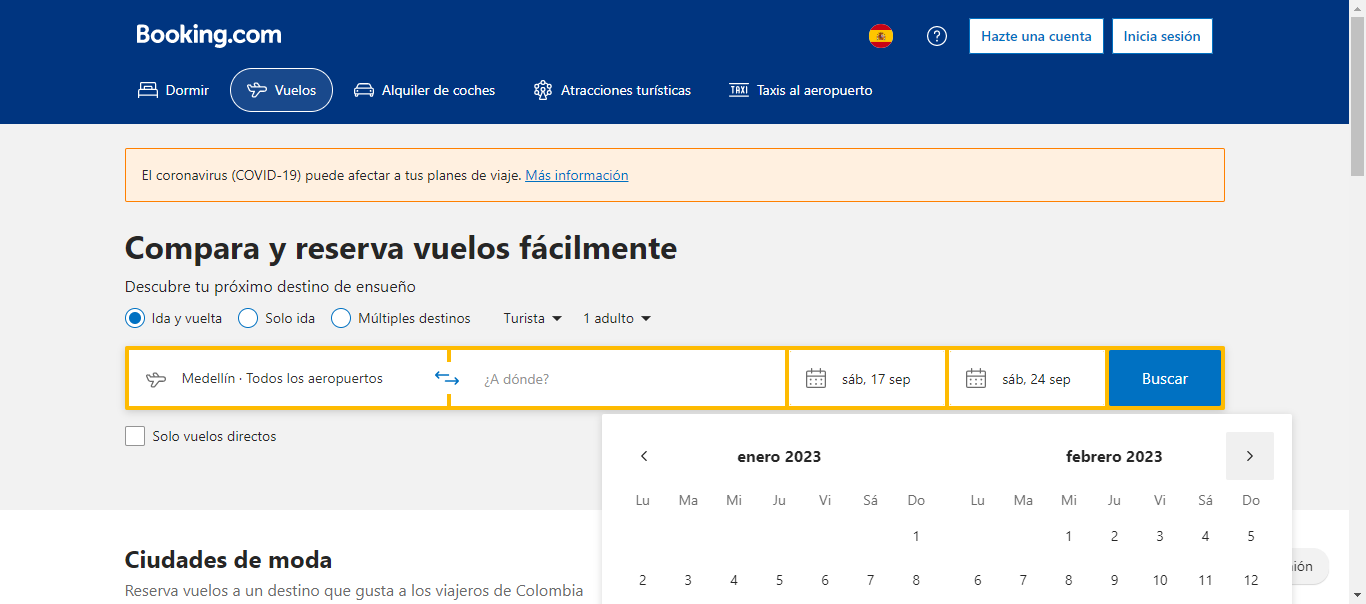 Booking.com
Hazte una cuenta
Inicia sesión
Dormir
Vuelos
Alquiler de coches
Atracciones turísticas
TAXI
Taxis al aeropuerto
El coronavirus (COVID-19) puede afectar a tus planes de viaje. Más información
Compara y reserva vuelos fácilmente
Descubre tu próximo destino de ensueño
Ida y vuelta Solo ida Múltiples destinos Turista 1 adulto
Medellín · Todos los aeropuertos ¿A dónde? sáb, 17 sep sáb, 24 sep Buscar
Solo vuelos directos
enero 2023 febrero 2023
Lu Ma Mi Ju Vi Sá Do Lu Ma Mi Ju Vi Sá Do
1 1 2 3 4 5
2 3 4 5 6 7 8 6 7 8 9 10 11 12
Ciudades de moda
Reserva vuelos a un destino que gusta a los viajeros de Colombia